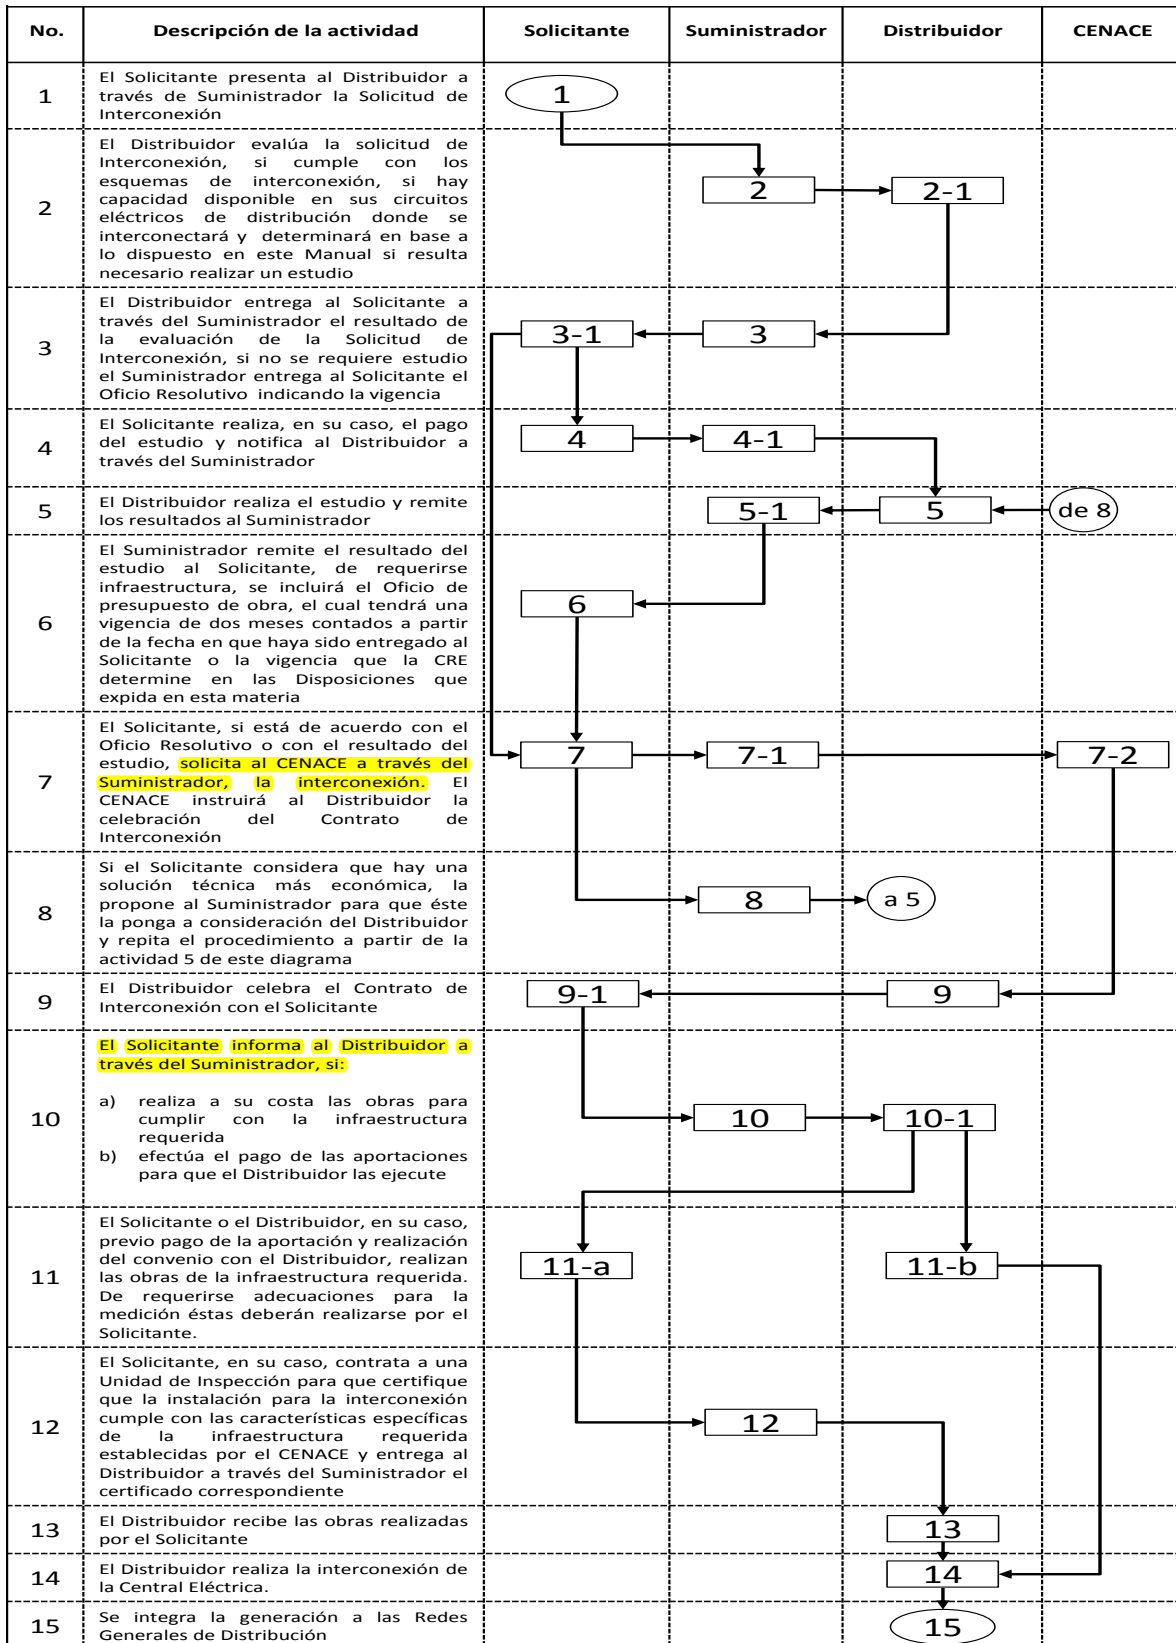 No. Descripción de la actividad Solicitante Suministrador Distribuidor CENACE
1
El Solicitante presenta al Distribuidor a
través de Suministrador la Solicitud de
Interconexión
1
2
El Distribuidor evalúa la solicitud de
Interconexión, si cumple con los
esquemas de interconexión, si hay
capacidad disponible en sus circuitos
eléctricos de distribución donde se
interconectará y determinará en base a
lo dispuesto en este Manual si resulta
necesario realizar un estudio
2 2-1
3
El Distribuidor entrega al Solicitante a
través del Suministrador el resultado de
la evaluación de la Solicitud de
Interconexión, si no se requiere estudio
el Suministrador entrega al Solicitante el
Oficio Resolutivo indicando la vigencia
3-1 3
4
El Solicitante realiza, en su caso, el pago
del estudio y notifica al Distribuidor a
través del Suministrador
4 4-1
5
El Distribuidor realiza el estudio y remite
los resultados al Suministrador
5-1 5 de 8
6
El Suministrador remite el resultado del
estudio al Solicitante, de requerirse
infraestructura, se incluirá el Oficio de
presupuesto de obra, el cual tendrá una
vigencia de dos meses contados a partir
de la fecha en que haya sido entregado al
Solicitante o la vigencia que la CRE
determine en las Disposiciones que
expida en esta materia
6
7
El Solicitante, si está de acuerdo con el
Oficio Resolutivo o con el resultado del
estudio, solicita al CENACE a través del
Suministrador, la interconexión. El
CENACE instruirá al Distribuidor la
celebración del Contrato de
Interconexión
7 7-1 7-2
8
Si el Solicitante considera que hay una
solución técnica más económica, la
propone al Suministrador para que éste
la ponga a consideración del Distribuidor
y repita el procedimiento a partir de la
actividad 5 de este diagrama
8 a 5
9
El Distribuidor celebra el Contrato de
Interconexión con el Solicitante
9-1 9
10
El Solicitante informa al Distribuidor a
través del Suministrador, si:
a) realiza a su costa las obras para
cumplir con la infraestructura
requerida
b) efectúa el pago de las aportaciones
para que el Distribuidor las ejecute
10 10-1
11
El Solicitante o el Distribuidor, en su caso,
previo pago de la aportación y realización
del convenio con el Distribuidor, realizan
las obras de la infraestructura requerida.
De requerirse adecuaciones para la
medición éstas deberán realizarse por el
Solicitante.
11-a 11-b
12
El Solicitante, en su caso, contrata a una
Unidad de Inspección para que certifique
que la instalación para la interconexión
cumple con las características específicas
de la infraestructura requerida
establecidas por el CENACE y entrega al
Distribuidor a través del Suministrador el
certificado correspondiente
12
13
El Distribuidor recibe las obras realizadas
por el Solicitante
13
14
El Distribuidor realiza la interconexión de
la Central Eléctrica.
14
15
Se integra la generación a las Redes
Generales de Distribución
15